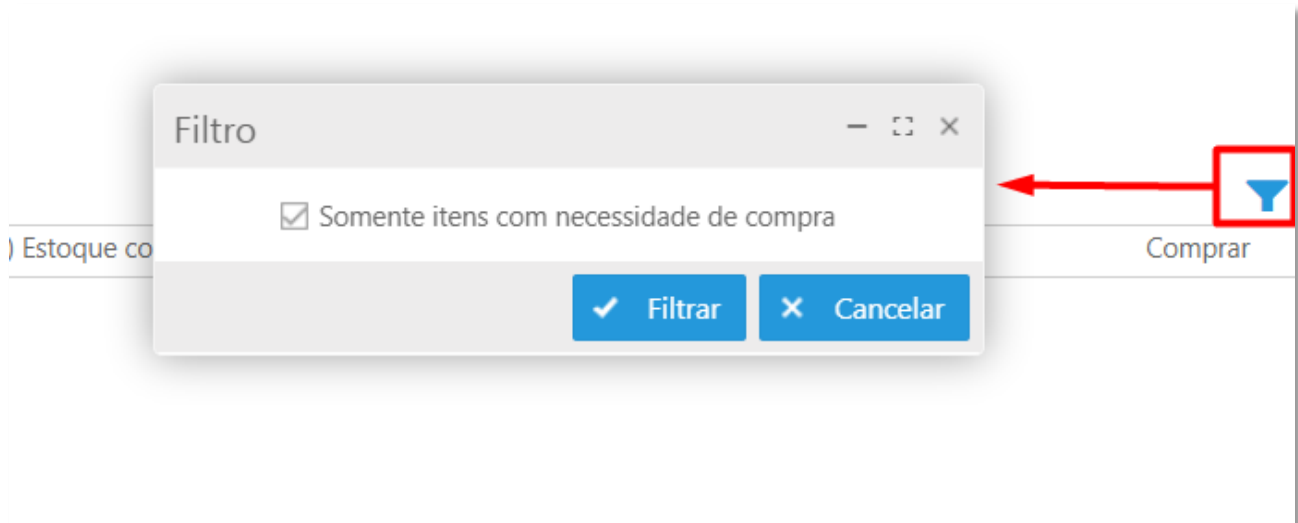 Filtro
Somente itens com necessidade de compra
) Estoque co
Comprar
Filtrar
Cancelar